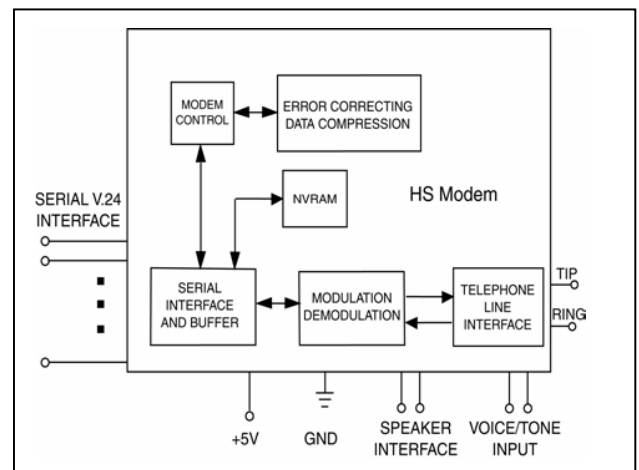 MODEM
CONTROL
ERROR CORRECTING
DATA COMPRESSION
SERIAL V.24
INTERFACE
NVRAM
HS Modem
SERIAL
INTERFACE
AND BUFFER
MODULATION
DEMODULATION
TELEPHONE
LINE
INTERFACE
TIP
RING
+5V
GND
SPEAKER
INTERFACE
VOICE/TONE
INPUT